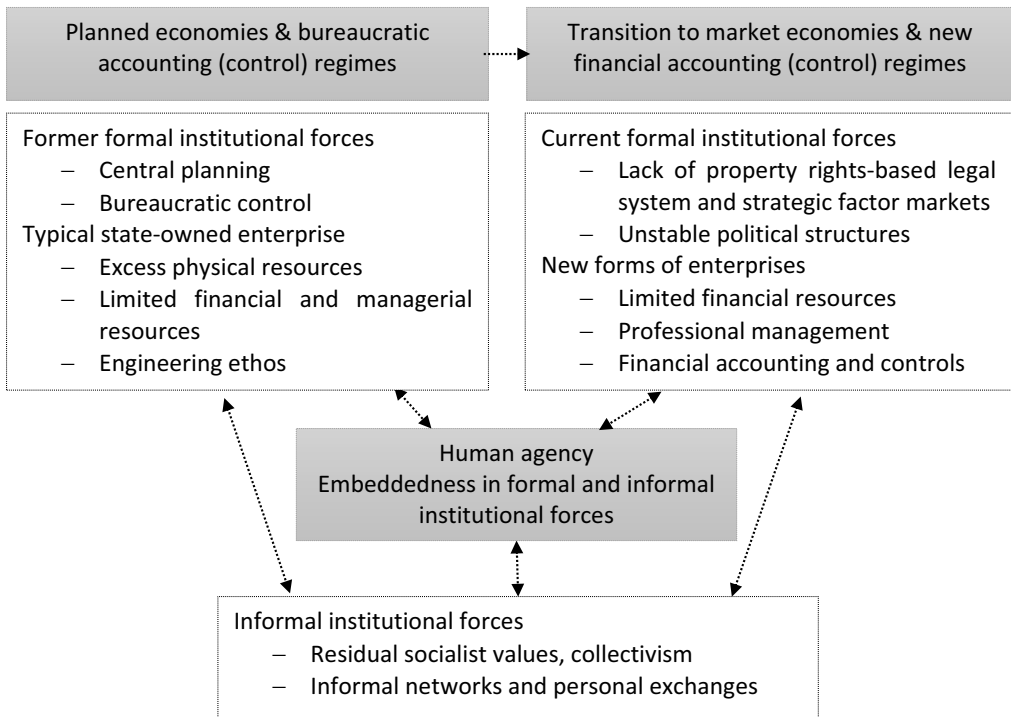 Planned economies & bureaucratic
accounting (control) regimes
Transition to market economies & new
financial accounting (control) regimes
Former formal institutional forces
– Central planning
– Bureaucratic control
Typical state-owned enterprise
– Excess physical resources
– Limited financial and managerial
resources
– Engineering ethos
Current formal institutional forces
– Lack of property rights-based legal
system and strategic factor markets
– Unstable political structures
New forms of enterprises
– Limited financial resources
– Professional management
– Financial accounting and controls
Human agency
Embeddedness in formal and informal
institutional forces
Informal institutional forces
– Residual socialist values, collectivism
– Informal networks and personal exchanges